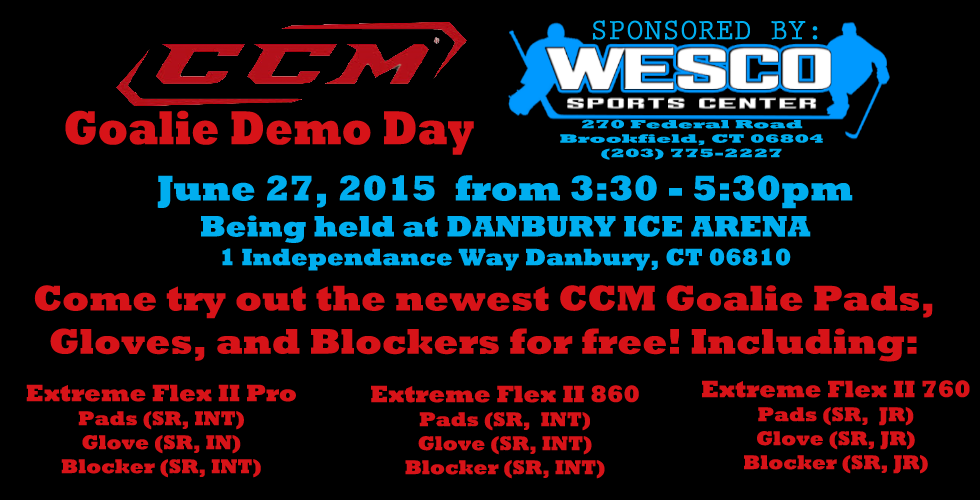 CCM
Goalie Demo Day
SPONSORED BY:
WESCO
SPORTS CENTER
270 Federal Road
Brookfield, CT 06804
(203) 775-2227
June 27, 2015 from 3:30 - 5:30pm
Being held at DANBURY ICE ARENA
1 Independance Way Danbury, CT 06810
Come try out the newest CCM Goalie Pads,
Gloves, and Blockers for free! Including:
Extreme Flex II Pro
Pads (SR, INT)
Glove (SR, IN)
Blocker (SR, INT)
Extreme Flex II 860
Pads (SR, INT)
Glove (SR, INT)
Blocker (SR, INT)
Extreme Flex II 760
Pads (SR, JR)
Glove (SR, JR)
Blocker (SR, JR)